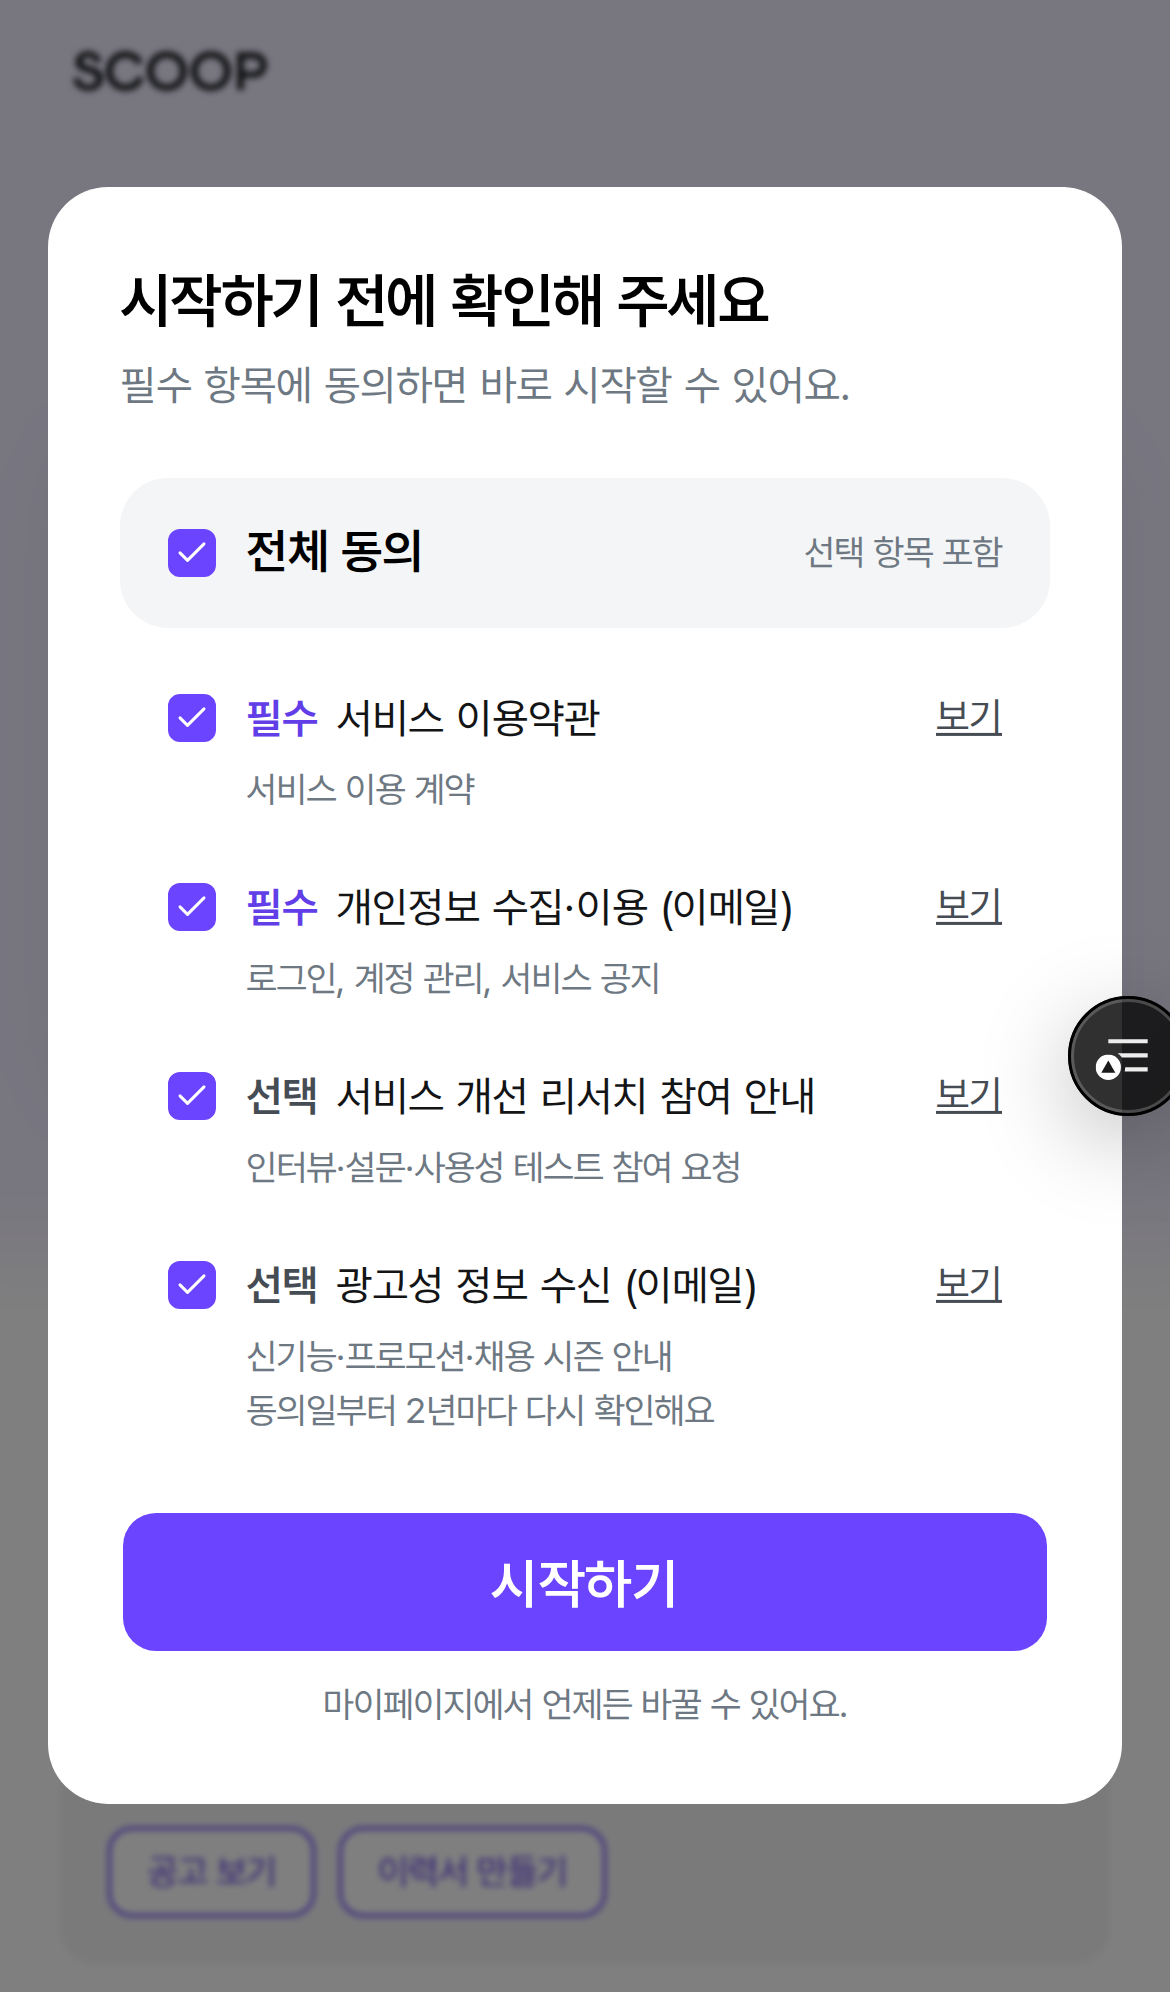 SCOOP
시작하기 전에 확인해 주세요
필수 항목에 동의하면 바로 시작할 수 있어요.
전체 동의 선택 항목 포함
필수 서비스 이용약관 보기
서비스 이용 계약
필수 개인정보 수집·이용 (이메일) 보기
로그인, 계정 관리, 서비스 공지
선택 서비스 개선 리서치 참여 안내 보기
인터뷰·설문·사용성 테스트 참여 요청
선택 광고성 정보 수신 (이메일) 보기
신기능·프로모션·채용 시즌 안내
동의일부터 2년마다 다시 확인해요
시작하기
마이페이지에서 언제든 바꿀 수 있어요.
공고 보기 이력서 만들기